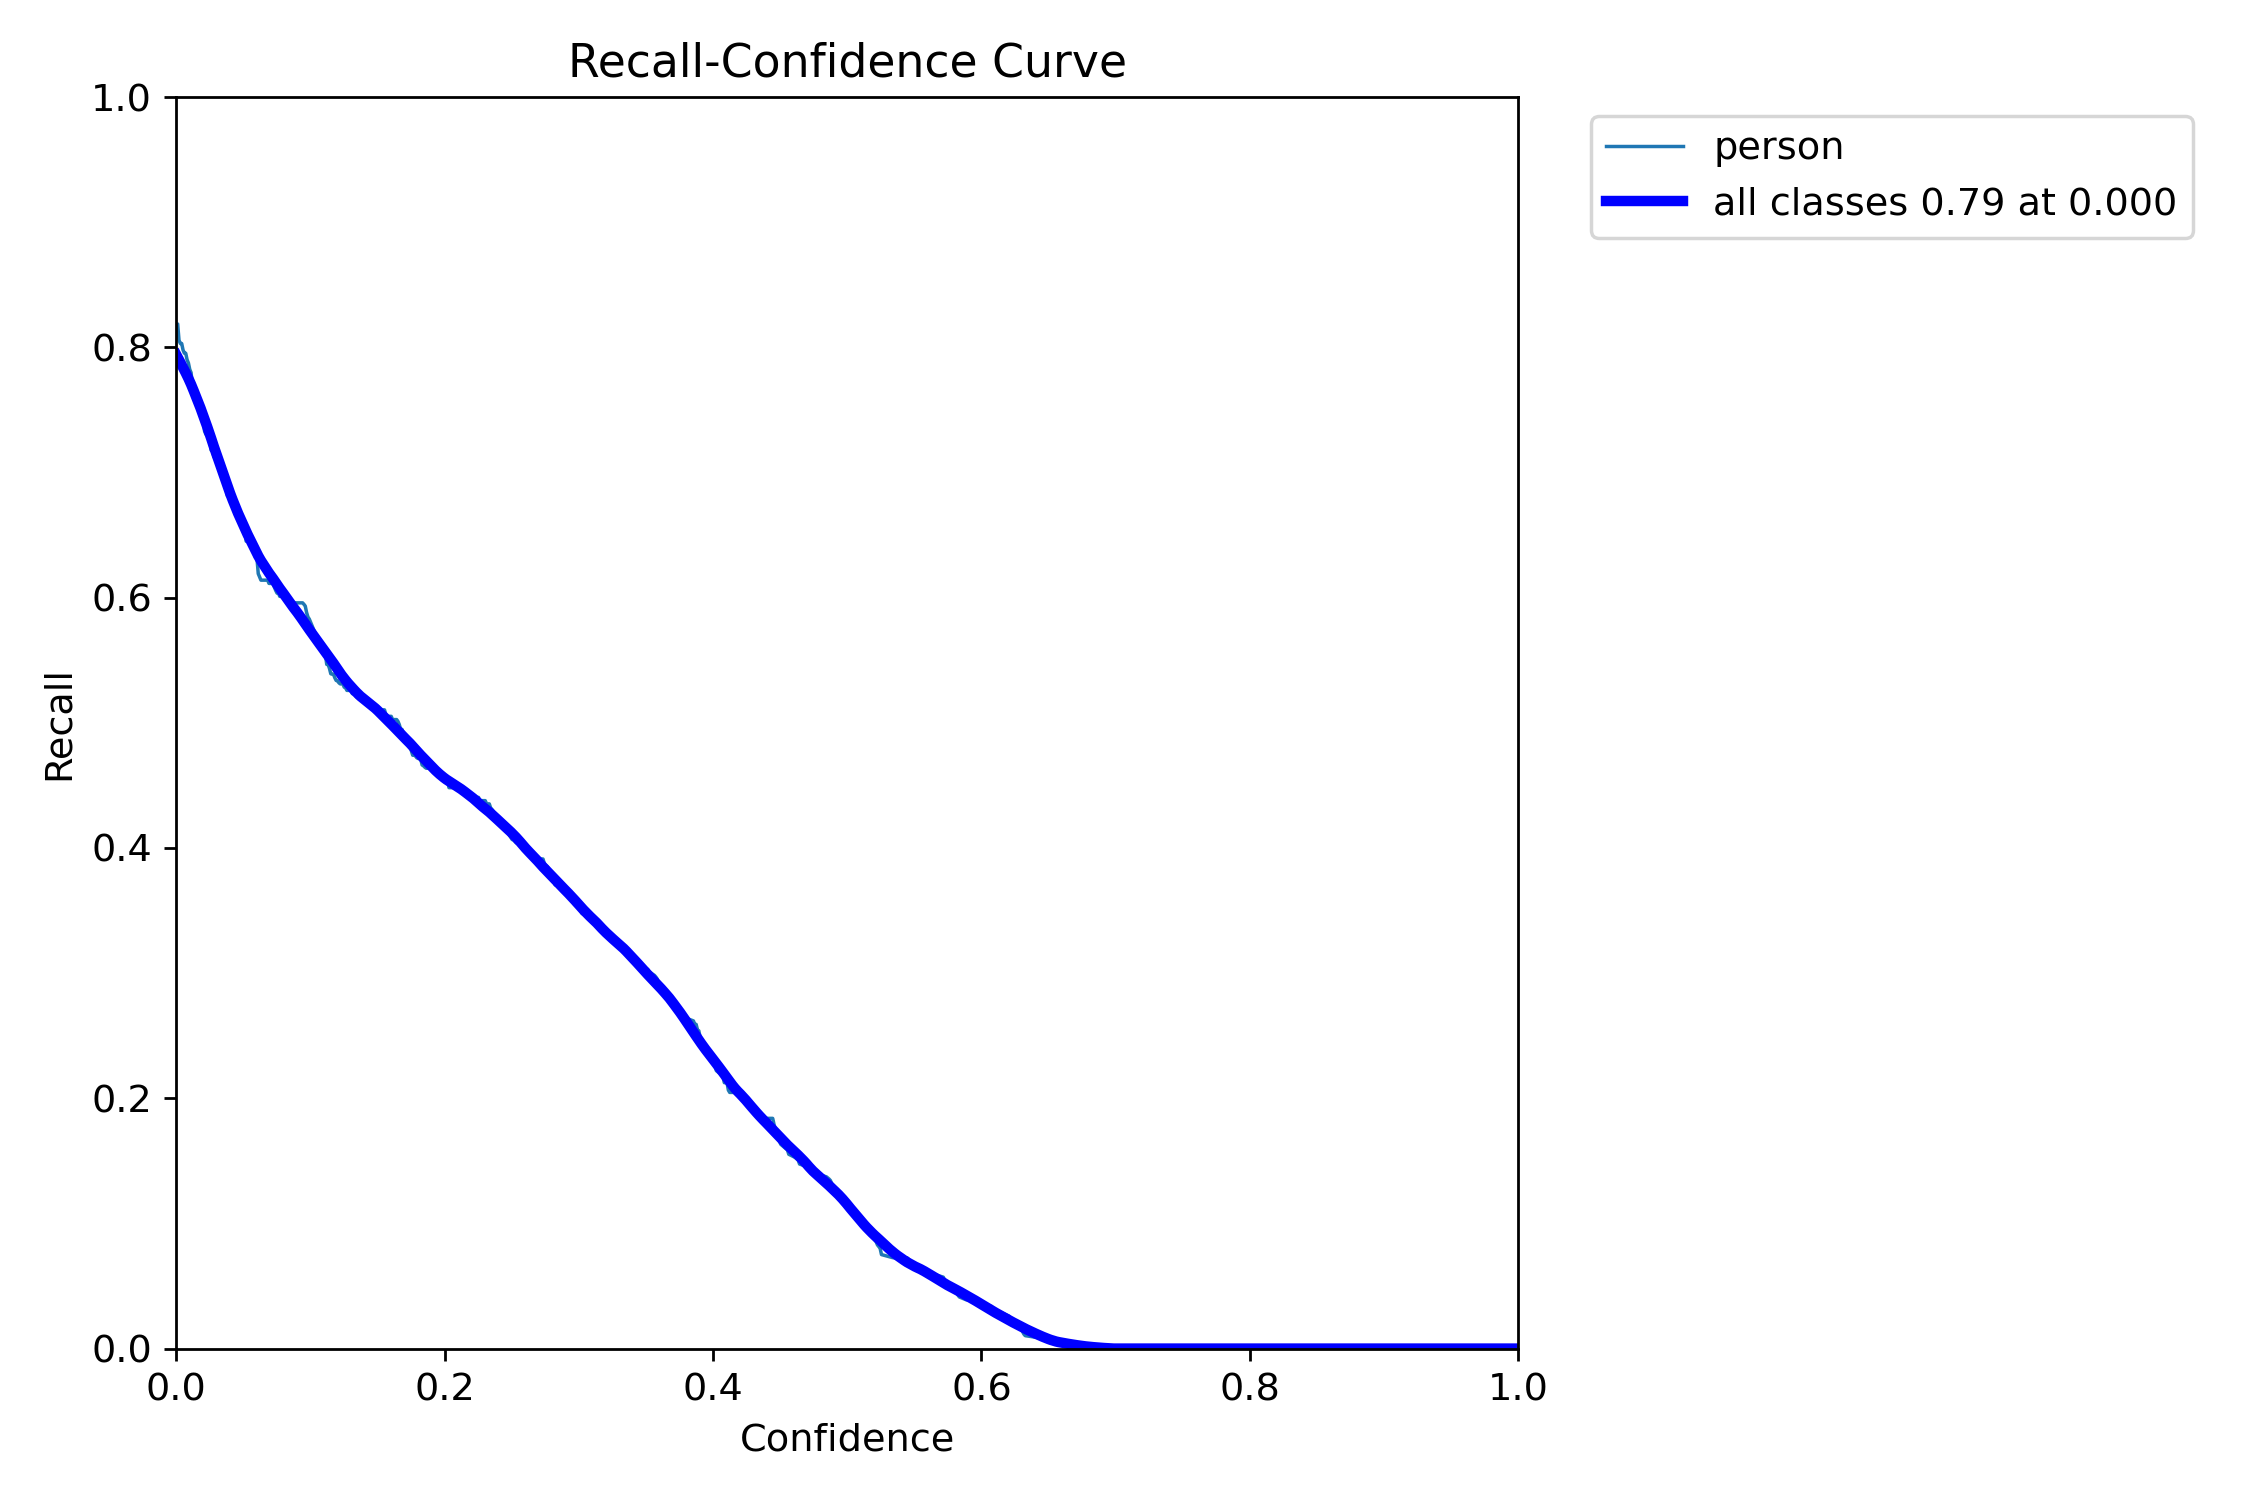 Recall-Confidence Curve
1.0
0.8
0.6
0.4
0.2
0.0
Recall
0.0 0.2 0.4 0.6 0.8 1.0
Confidence
person
all classes 0.79 at 0.000